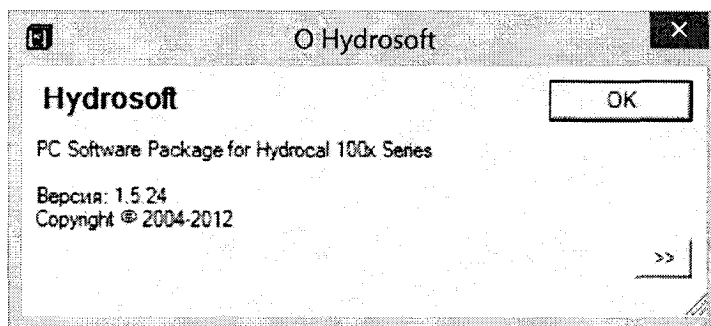 О Hydrosoft
Hydrosoft
OK
PC Software Package for Hydrocal 100x Series
Версия: 1.5.24
Copyright © 2004-2012
>>